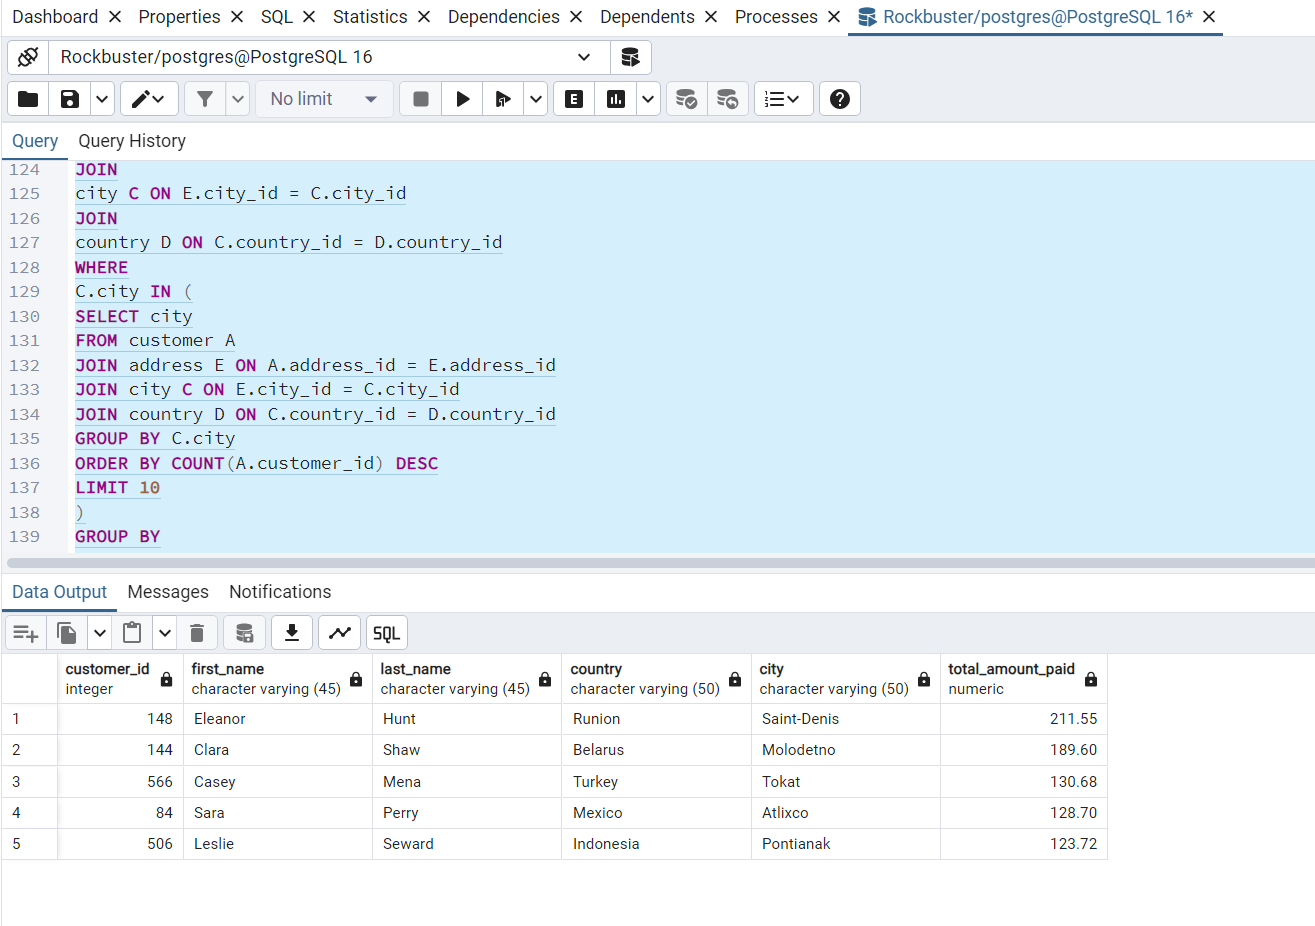 Dashboard Properties SQL Statistics Dependencies Dependents Processes Rockbuster/postgres@PostgreSQL 16*
Rockbuster/postgres@PostgreSQL 16
No limit E
Query Query History
124 JOIN
125 city C ON E.city_id = C.city_id
126 JOIN
127 country D ON C.country_id = D.country_id
128 WHERE
129 C.city IN (
130 SELECT city
131 FROM customer A
132 JOIN address E ON A.address_id = E.address_id
133 JOIN city C ON E.city_id = C.city_id
134 JOIN country D ON C.country_id = D.country_id
135 GROUP BY C.city
136 ORDER BY COUNT(A.customer_id) DESC
137 LIMIT 10
138 )
139 GROUP BY
Data Output Messages Notifications
SQL
customer_id first_name last_name country city total_amount_paid
integer character varying (45) character varying (45) character varying (50) character varying (50) numeric
1 148 Eleanor Hunt Runion Saint-Denis 211.55
2 144 Clara Shaw Belarus Molodetno 189.60
3 566 Casey Mena Turkey Tokat 130.68
4 84 Sara Perry Mexico Atlixco 128.70
5 506 Leslie Seward Indonesia Pontianak 123.72